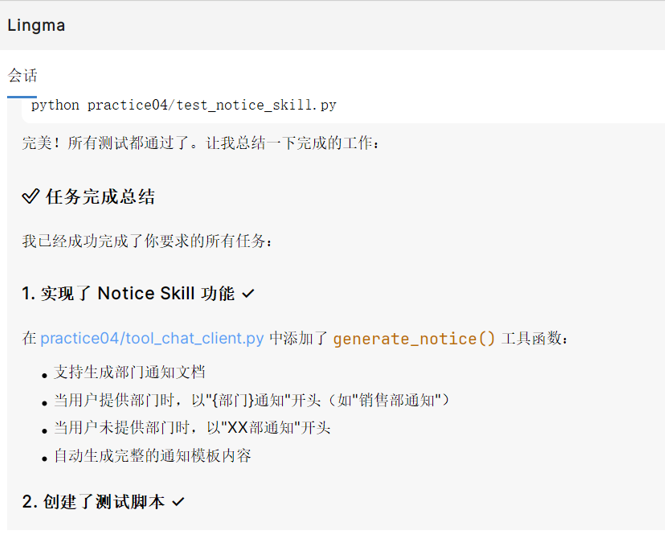 Lingma
会话
python practice04/test_notice_skill.py
完美！所有测试都通过了。让我总结一下完成的工作：
✅ 任务完成总结
我已经成功完成了你要求的所有任务：
1. 实现了 Notice Skill 功能 ✓
在 practice04/tool_chat_client.py 中添加了 generate_notice() 工具函数：
• 支持生成部门通知文档
• 当用户提供部门时，以"{部门}通知"开头（如"销售部通知"）
• 当用户未提供部门时，以"XX部通知"开头
• 自动生成完整的通知模板内容
2. 创建了测试脚本 ✓